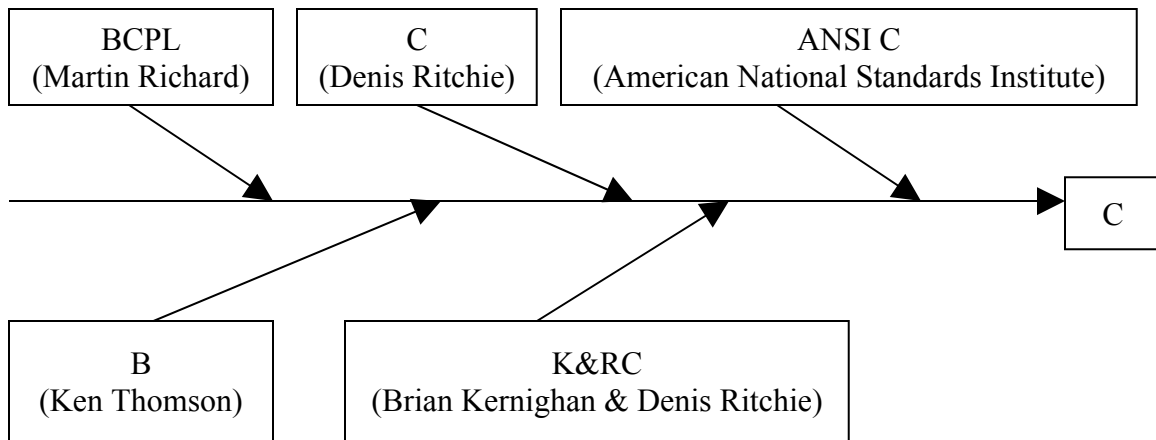 BCPL
(Martin Richard)
C
(Denis Ritchie)
ANSI C
(American National Standards Institute)
C
B
(Ken Thomson)
K&RC
(Brian Kernighan & Denis Ritchie)